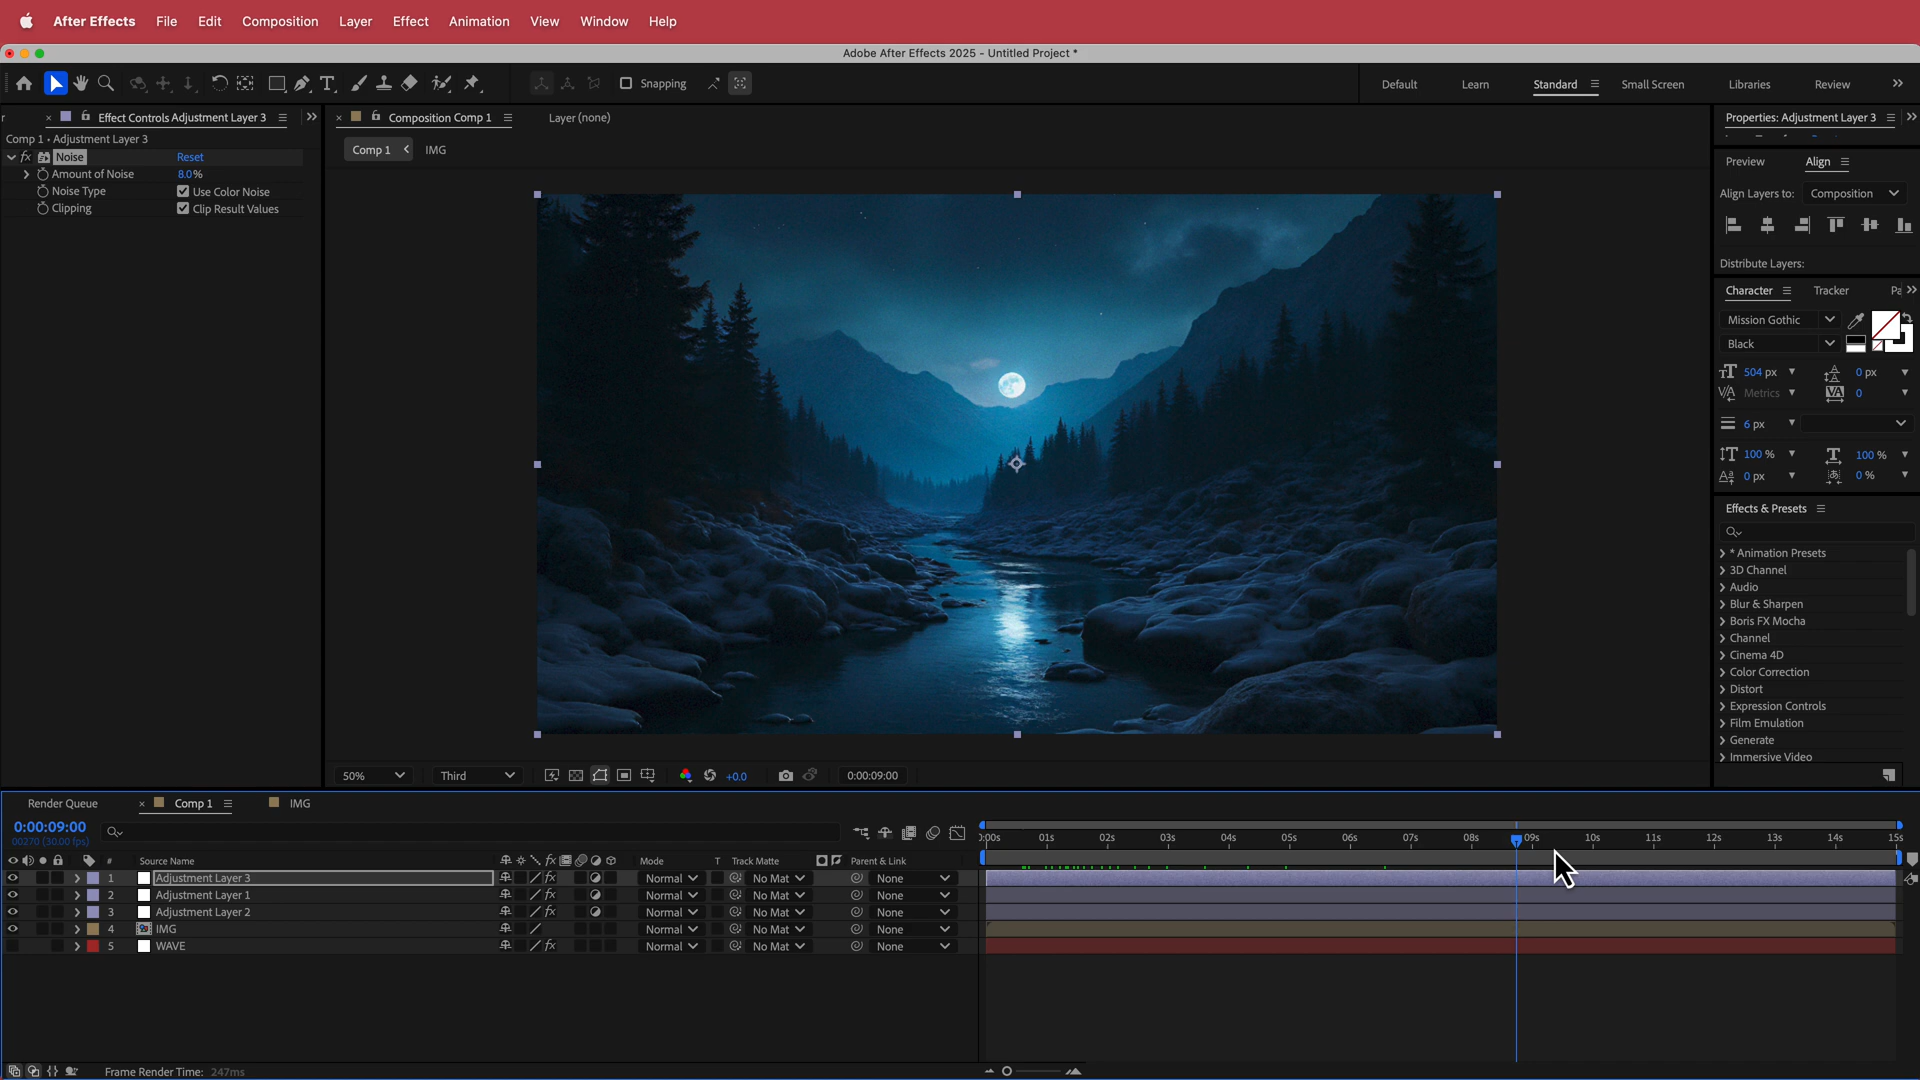 After Effects File Edit Composition Layer Effect Animation View Window Help
Adobe After Effects 2025 - Untitled Project *
Snapping
Default Learn Standard Small Screen Libraries Review
Effect Controls Adjustment Layer 3
Comp 1 • Adjustment Layer 3
fx Noise Reset
Amount of Noise 8.0%
Noise Type Use Color Noise
Clipping Clip Result Values
Composition Comp 1 Layer (none)
Comp 1 IMG
50% Third +0.0 0:00:09:00
Properties: Adjustment Layer 3
Preview Align
Align Layers to: Composition
Distribute Layers:
Character Tracker Pa
Mission Gothic
Black
504 px 0 px
Metrics 0
6 px
100 % 100 %
0 px 0 %
Effects & Presets
* Animation Presets
3D Channel
Audio
Blur & Sharpen
Boris FX Mocha
Channel
Cinema 4D
Color Correction
Distort
Expression Controls
Film Emulation
Generate
Immersive Video
Render Queue Comp 1 IMG
0:00:09:00
00270 (30.00 fps)
:00s 01s 02s 03s 04s 05s 06s 07s 08s 09s 10s 11s 12s 13s 14s 15s
# Source Name fx Mode T Track Matte Parent & Link
1 Adjustment Layer 3 fx Normal No Mat None
2 Adjustment Layer 1 fx Normal No Mat None
3 Adjustment Layer 2 fx Normal No Mat None
4 IMG Normal No Mat None
5 WAVE fx Normal No Mat None
Frame Render Time: 247ms